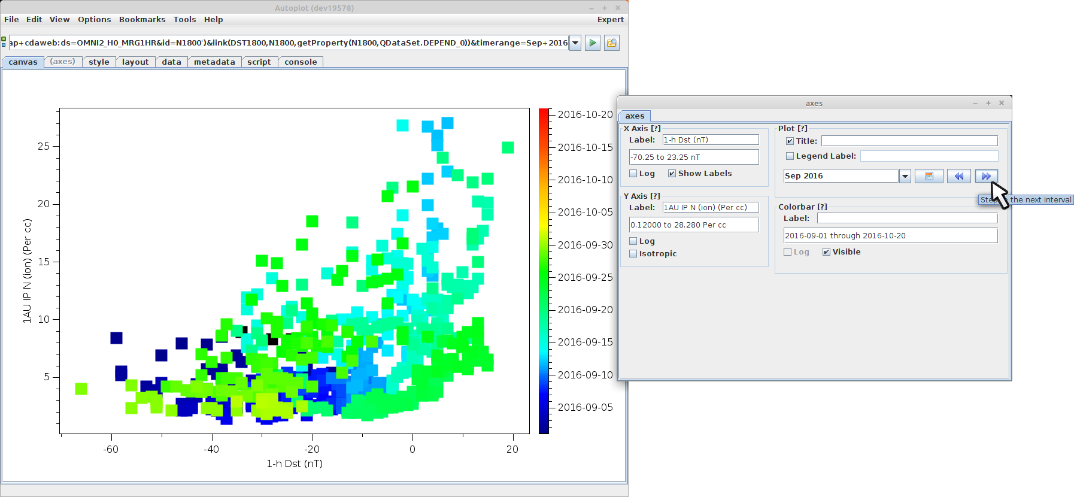 Autoplot (dev19578)
File Edit View Options Bookmarks Tools Help Expert
ap+cdaweb:ds=OMNI2_H0_MRG1HR&id=N1800')&link(DST1800,N1800,getProperty(N1800,QDataSet.DEPEND_0))&timerange=Sep+2016
canvas (axes) style layout data metadata script console
25
20
15
10
5
1AU IP N (ion) (Per cc)
-60 -40 -20 0 20
1-h Dst (nT)
2016-10-20
2016-10-15
2016-10-10
2016-10-05
2016-09-30
2016-09-25
2016-09-20
2016-09-15
2016-09-10
2016-09-05
axes
axes
X Axis [?]
Label: 1-h Dst (nT)
-70.25 to 23.25 nT
Log Show Labels
Y Axis [?]
Label: 1AU IP N (ion) (Per cc)
0.12000 to 28.280 Per cc
Log
Isotropic
Plot [?]
Title:
Legend Label:
Sep 2016
the next interval
Colorbar [?]
Label:
2016-09-01 through 2016-10-20
Log Visible